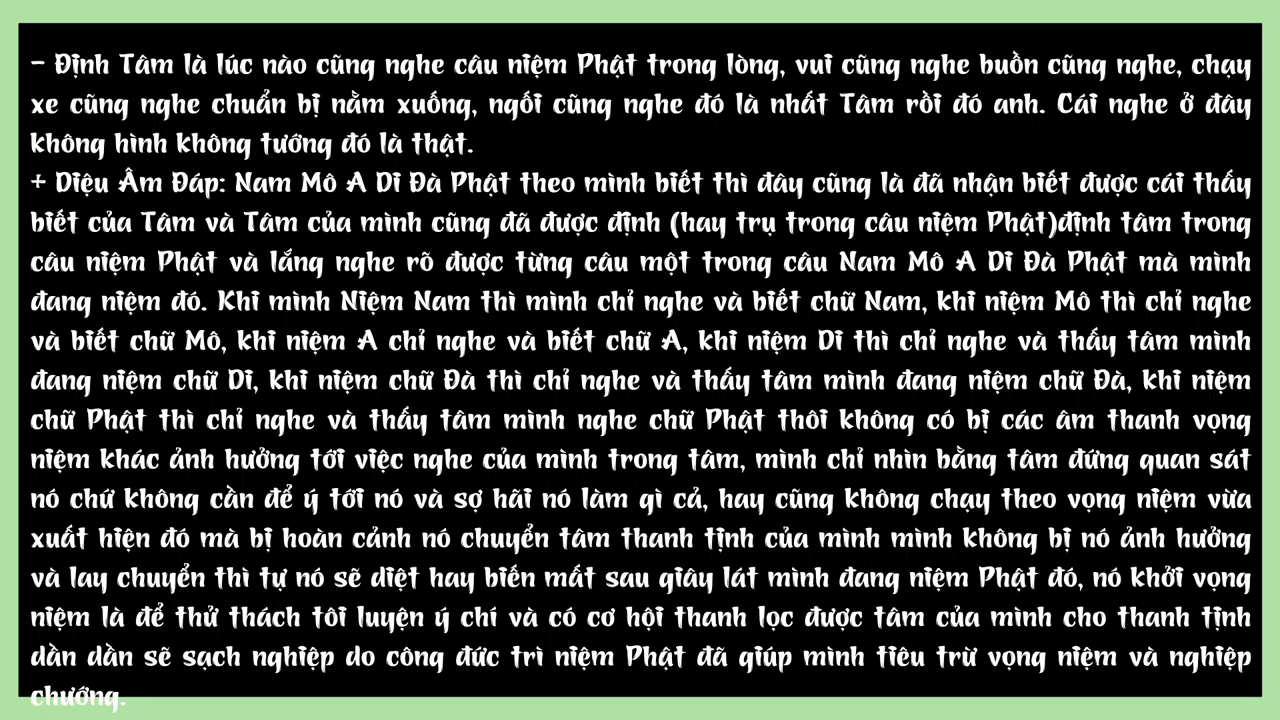 – Định Tâm là lúc nào cũng nghe câu niệm Phật trong lòng, vui cũng nghe buồn cũng nghe, chạy
xe cũng nghe chuẩn bị nằm xuống, ngối cũng nghe đó là nhất Tâm rồi đó anh. Cái nghe ở đây
không hình không tướng đó là thật.
+ Diệu Âm Đáp: Nam Mô A Di Đà Phật theo mình biết thì đây cũng là đã nhận biết được cái thấy
biết của Tâm và Tâm của mình cũng đã được định (hay trụ trong câu niệm Phật)định tâm trong
câu niệm Phật và lắng nghe rõ được từng câu một trong câu Nam Mô A Di Đà Phật mà mình
đang niệm đó. Khi mình Niệm Nam thì mình chỉ nghe và biết chữ Nam, khi niệm Mô thì chỉ nghe
và biết chữ Mô, khi niệm A chỉ nghe và biết chữ A, khi niệm Di thì chỉ nghe và thấy tâm mình
đang niệm chữ Di, khi niệm chữ Đà thì chỉ nghe và thấy tâm mình đang niệm chữ Đà, khi niệm
chữ Phật thì chỉ nghe và thấy tâm mình nghe chữ Phật thôi không có bị các âm thanh vọng
niệm khác ảnh hưởng tới việc nghe của mình trong tâm, mình chỉ nhìn bằng tâm đứng quan sát
nó chứ không cần để ý tới nó và sợ hãi nó làm gì cả, hay cũng không chạy theo vọng niệm vừa
xuất hiện đó mà bị hoàn cảnh nó chuyển tâm thanh tịnh của mình mình không bị nó ảnh hưởng
và lay chuyển thì tự nó sẽ diệt hay biến mất sau giây lát mình đang niệm Phật đó, nó khởi vọng
niệm là để thử thách tôi luyện ý chí và có cơ hội thanh lọc được tâm của mình cho thanh tịnh
dần dần sẽ sạch nghiệp do công đức trì niệm Phật đã giúp mình tiêu trừ vọng niệm và nghiệp
chướng.